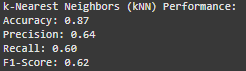 k-Nearest Neighbors (kNN) Performance:
Accuracy: 0.87
Precision: 0.64
Recall: 0.60
F1-Score: 0.62